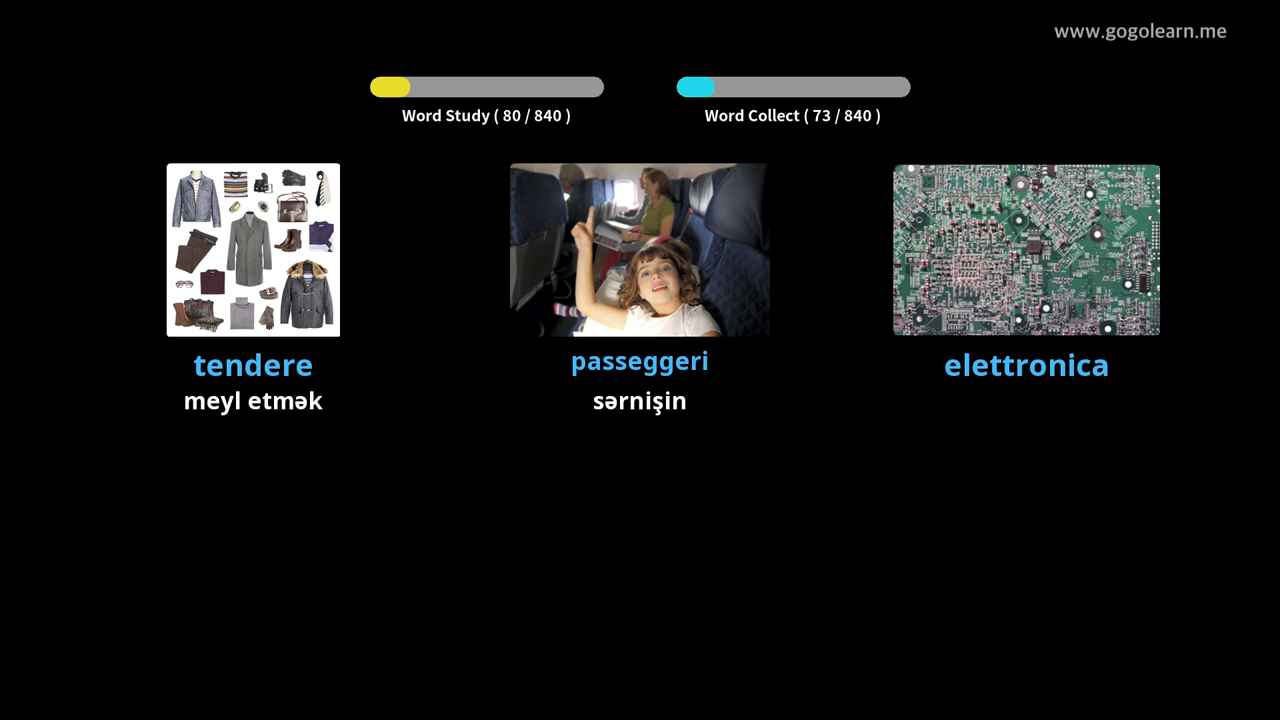 www.gogolearn.me
Word Study ( 80 / 840 )
Word Collect ( 73 / 840 )
tendere
meyl etmək
passeggeri
sərnişin
elettronica